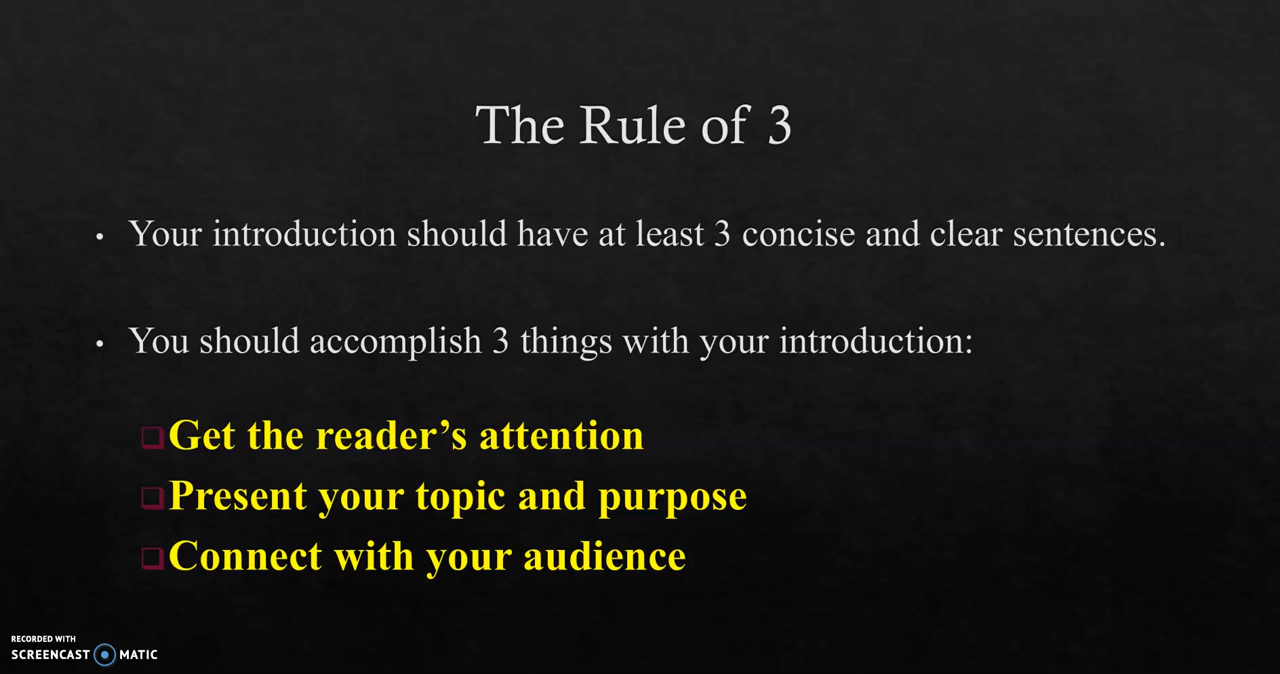 The Rule of 3
• Your introduction should have at least 3 concise and clear sentences.
• You should accomplish 3 things with your introduction:
❑Get the reader’s attention
❑Present your topic and purpose
❑Connect with your audience
RECORDED WITH
SCREENCAST MATIC